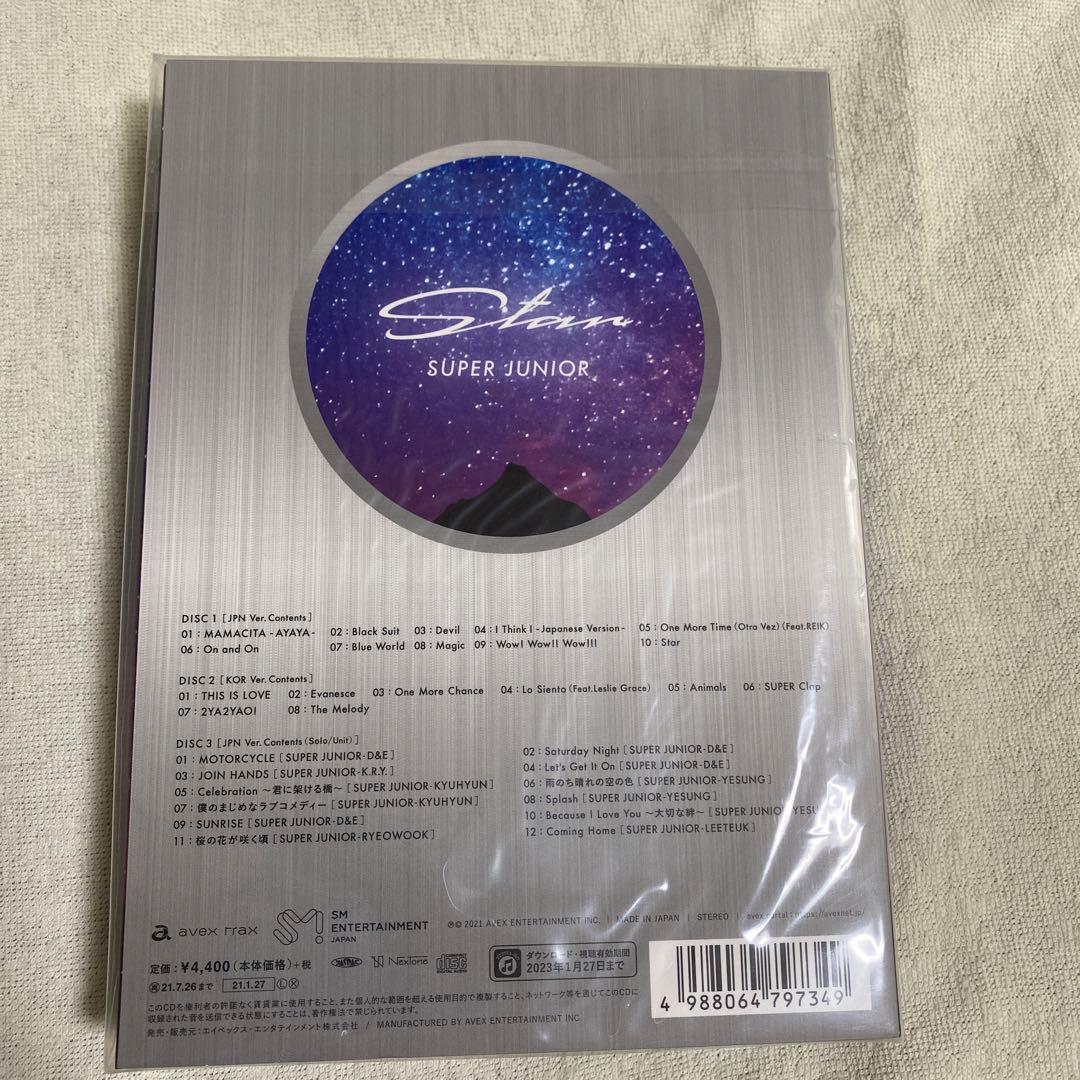 Star
SUPER JUNIOR
DISC 1 [JPN Ver. Contents]
01 : MAMACITA -AYAYA- 02 : Black Suit 03 : Devil 04 : I Think I -Japanese Version- 05 : One More Time (Otra Vez) (Feat.REIK)
06 : On and On 07 : Blue World 08 : Magic 09 : Wow! Wow!! Wow!!! 10 : Star
DISC 2 [KOR Ver. Contents]
01 : THIS IS LOVE 02 : Evanesce 03 : One More Chance 04 : Lo Siento (Feat.Leslie Grace) 05 : Animals 06 : SUPER Clap
07 : 2YA2YAO! 08 : The Melody
DISC 3 [JPN Ver. Contents (Solo/Unit)]
01 : MOTORCYCLE [SUPER JUNIOR-D&E] 02 : Saturday Night [SUPER JUNIOR-D&E]
03 : JOIN HANDS [SUPER JUNIOR-K.R.Y.] 04 : Let's Get It On [SUPER JUNIOR-D&E]
05 : Celebration ～君に架ける橋～ [SUPER JUNIOR-KYUHYUN] 06 : 雨のち晴れの空の色 [SUPER JUNIOR-YESUNG]
07 : 僕のまじめなラブコメディー [SUPER JUNIOR-KYUHYUN] 08 : Splash [SUPER JUNIOR-YESUNG]
09 : SUNRISE [SUPER JUNIOR-D&E] 10 : Because I Love You ～大切な絆～ [SUPER JUNIOR-YESU
11 : 桜の花が咲く頃 [SUPER JUNIOR-RYEOWOOK] 12 : Coming Home [SUPER JUNIOR-LEETEUK]
avex trax SM ENTERTAINMENT JAPAN ℗© 2021 AVEX ENTERTAINMENT INC. | MADE IN JAPAN | STEREO | avex portal : https://avexnet.jp/
定価 : ¥4,400 (本体価格)+税 NexTone ダウンロード・視聴有効期間
2023年1月27日まで
再 21.7.26まで 21.1.27 L X
4 988064 797349
このCDを権利者の許諾なく賃貸業に使用すること、また個人的な範囲を超える使用目的で複製すること、ネットワーク等を通じてこのCDに
収録された音を送信できる状態にすることは、著作権法で禁じられています。
発売・販売元 : エイベックス・エンタテインメント株式会社 / MANUFACTURED BY AVEX ENTERTAINMENT INC.